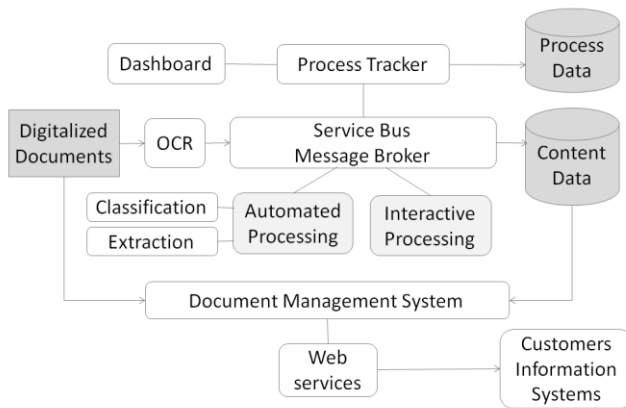 Dashboard
Process Tracker
Process
Data
Digitalized
Documents
OCR
Service Bus
Message Broker
Content
Data
Classification
Extraction
Automated
Processing
Interactive
Processing
Document Management System
Web
services
Customers
Information
Systems